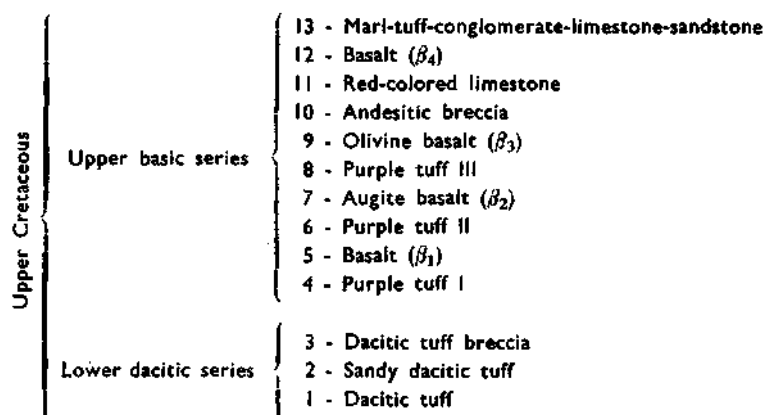 13 - Marl-tuff-conglomerate-limestone-sandstone
12 - Basalt (β₄)
11 - Red-colored limestone
10 - Andesitic breccia
9 - Olivine basalt (β₃)
Upper basic series
8 - Purple tuff III
7 - Augite basalt (β₂)
6 - Purple tuff II
5 - Basalt (β₁)
4 - Purple tuff I
Upper Cretaceous
3 - Dacitic tuff breccia
Lower dacitic series
2 - Sandy dacitic tuff
1 - Dacitic tuff